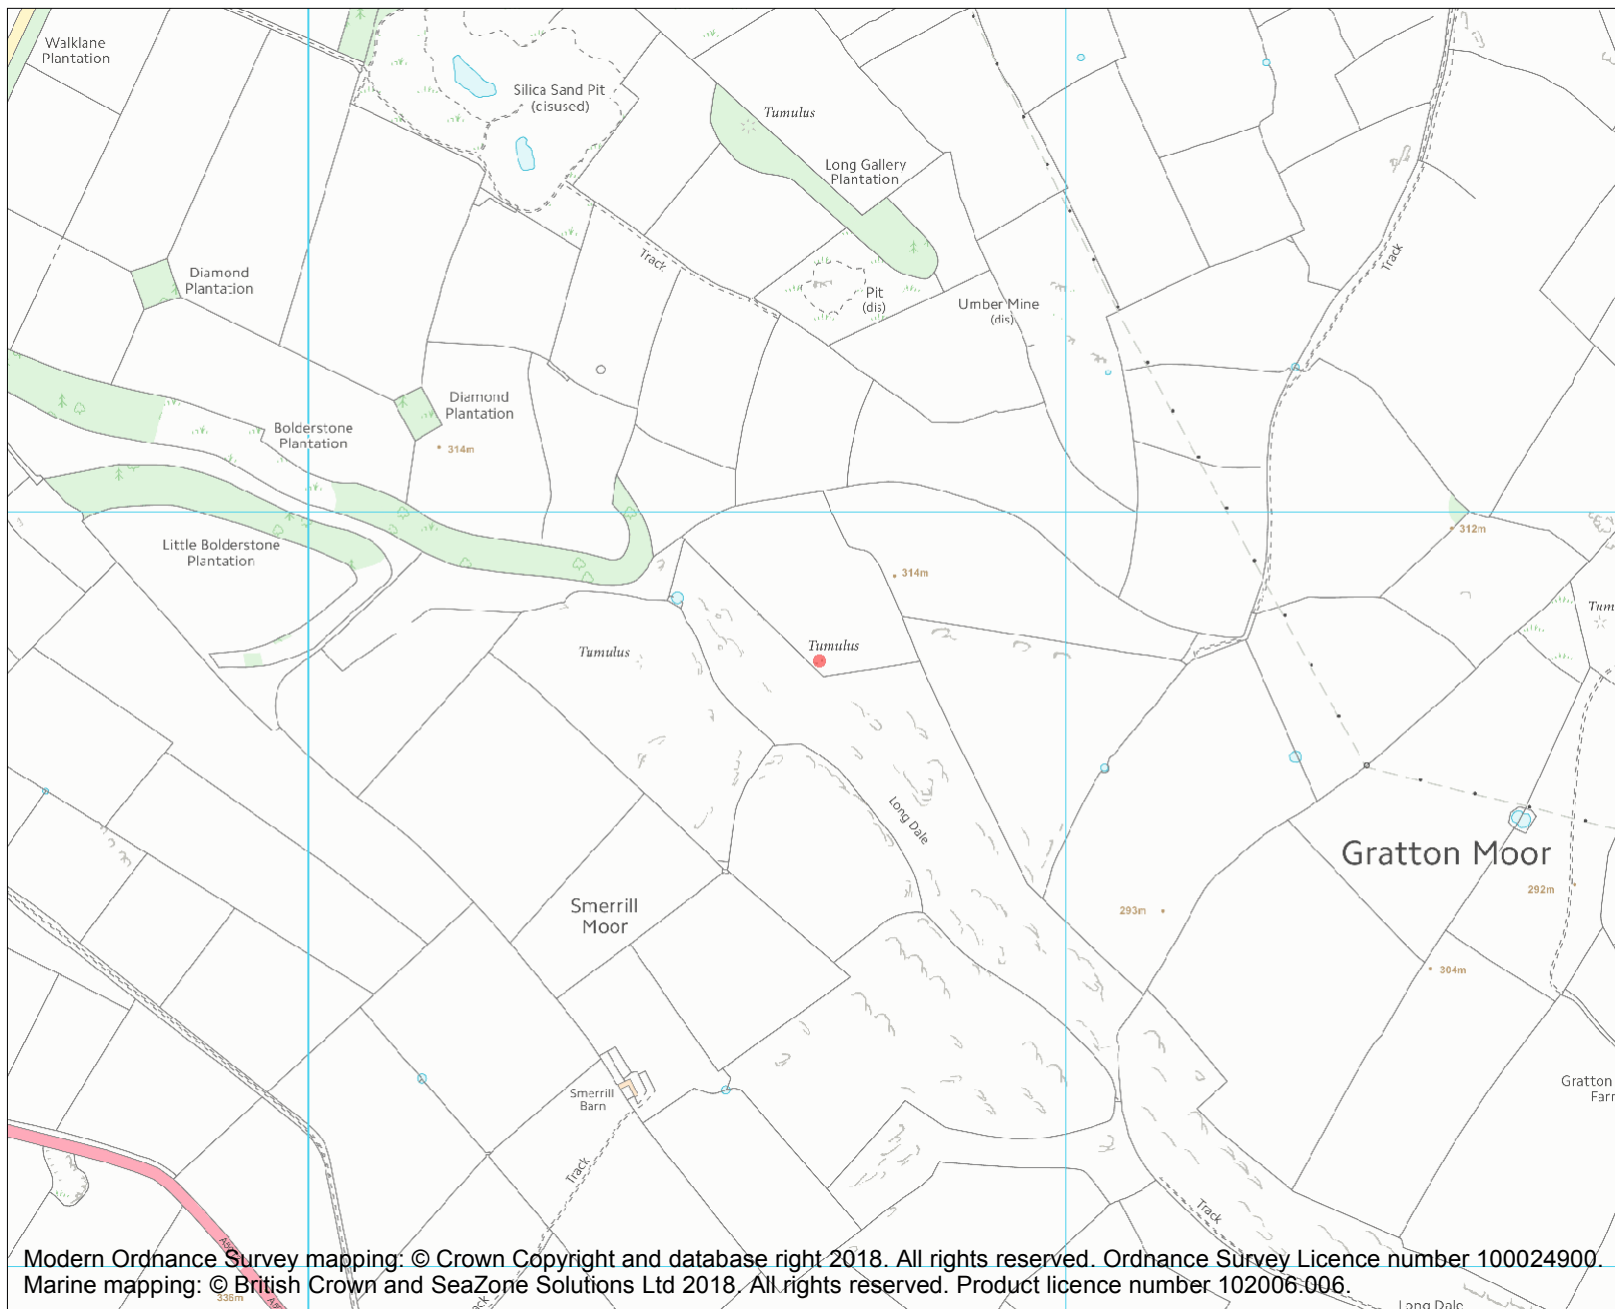 Walklane
Plantation
Silica Sand Pit
(cisused)
Tumulus
Long Gallery
Plantation
Track
Track
Diamond
Plantation
Pit
(dis)
Umber Mine
(dis)
Diamond
Plantation
Bolderstone
Plantation
314m
312m
Little Bolderstone
Plantation
314m
Tum
Tumulus
Tumulus
Long Dale
Gratton Moor
292m
293m
Smerrill
Moor
304m
Gratton
Farr
Smerrill
Barn
Track
Track
Modern Ordnance Survey mapping: © Crown Copyright and database right 2018. All rights reserved. Ordnance Survey Licence number 100024900.
Marine mapping: © British Crown and SeaZone Solutions Ltd 2018. All rights reserved. Product licence number 102006.006.
336m
Long Dale